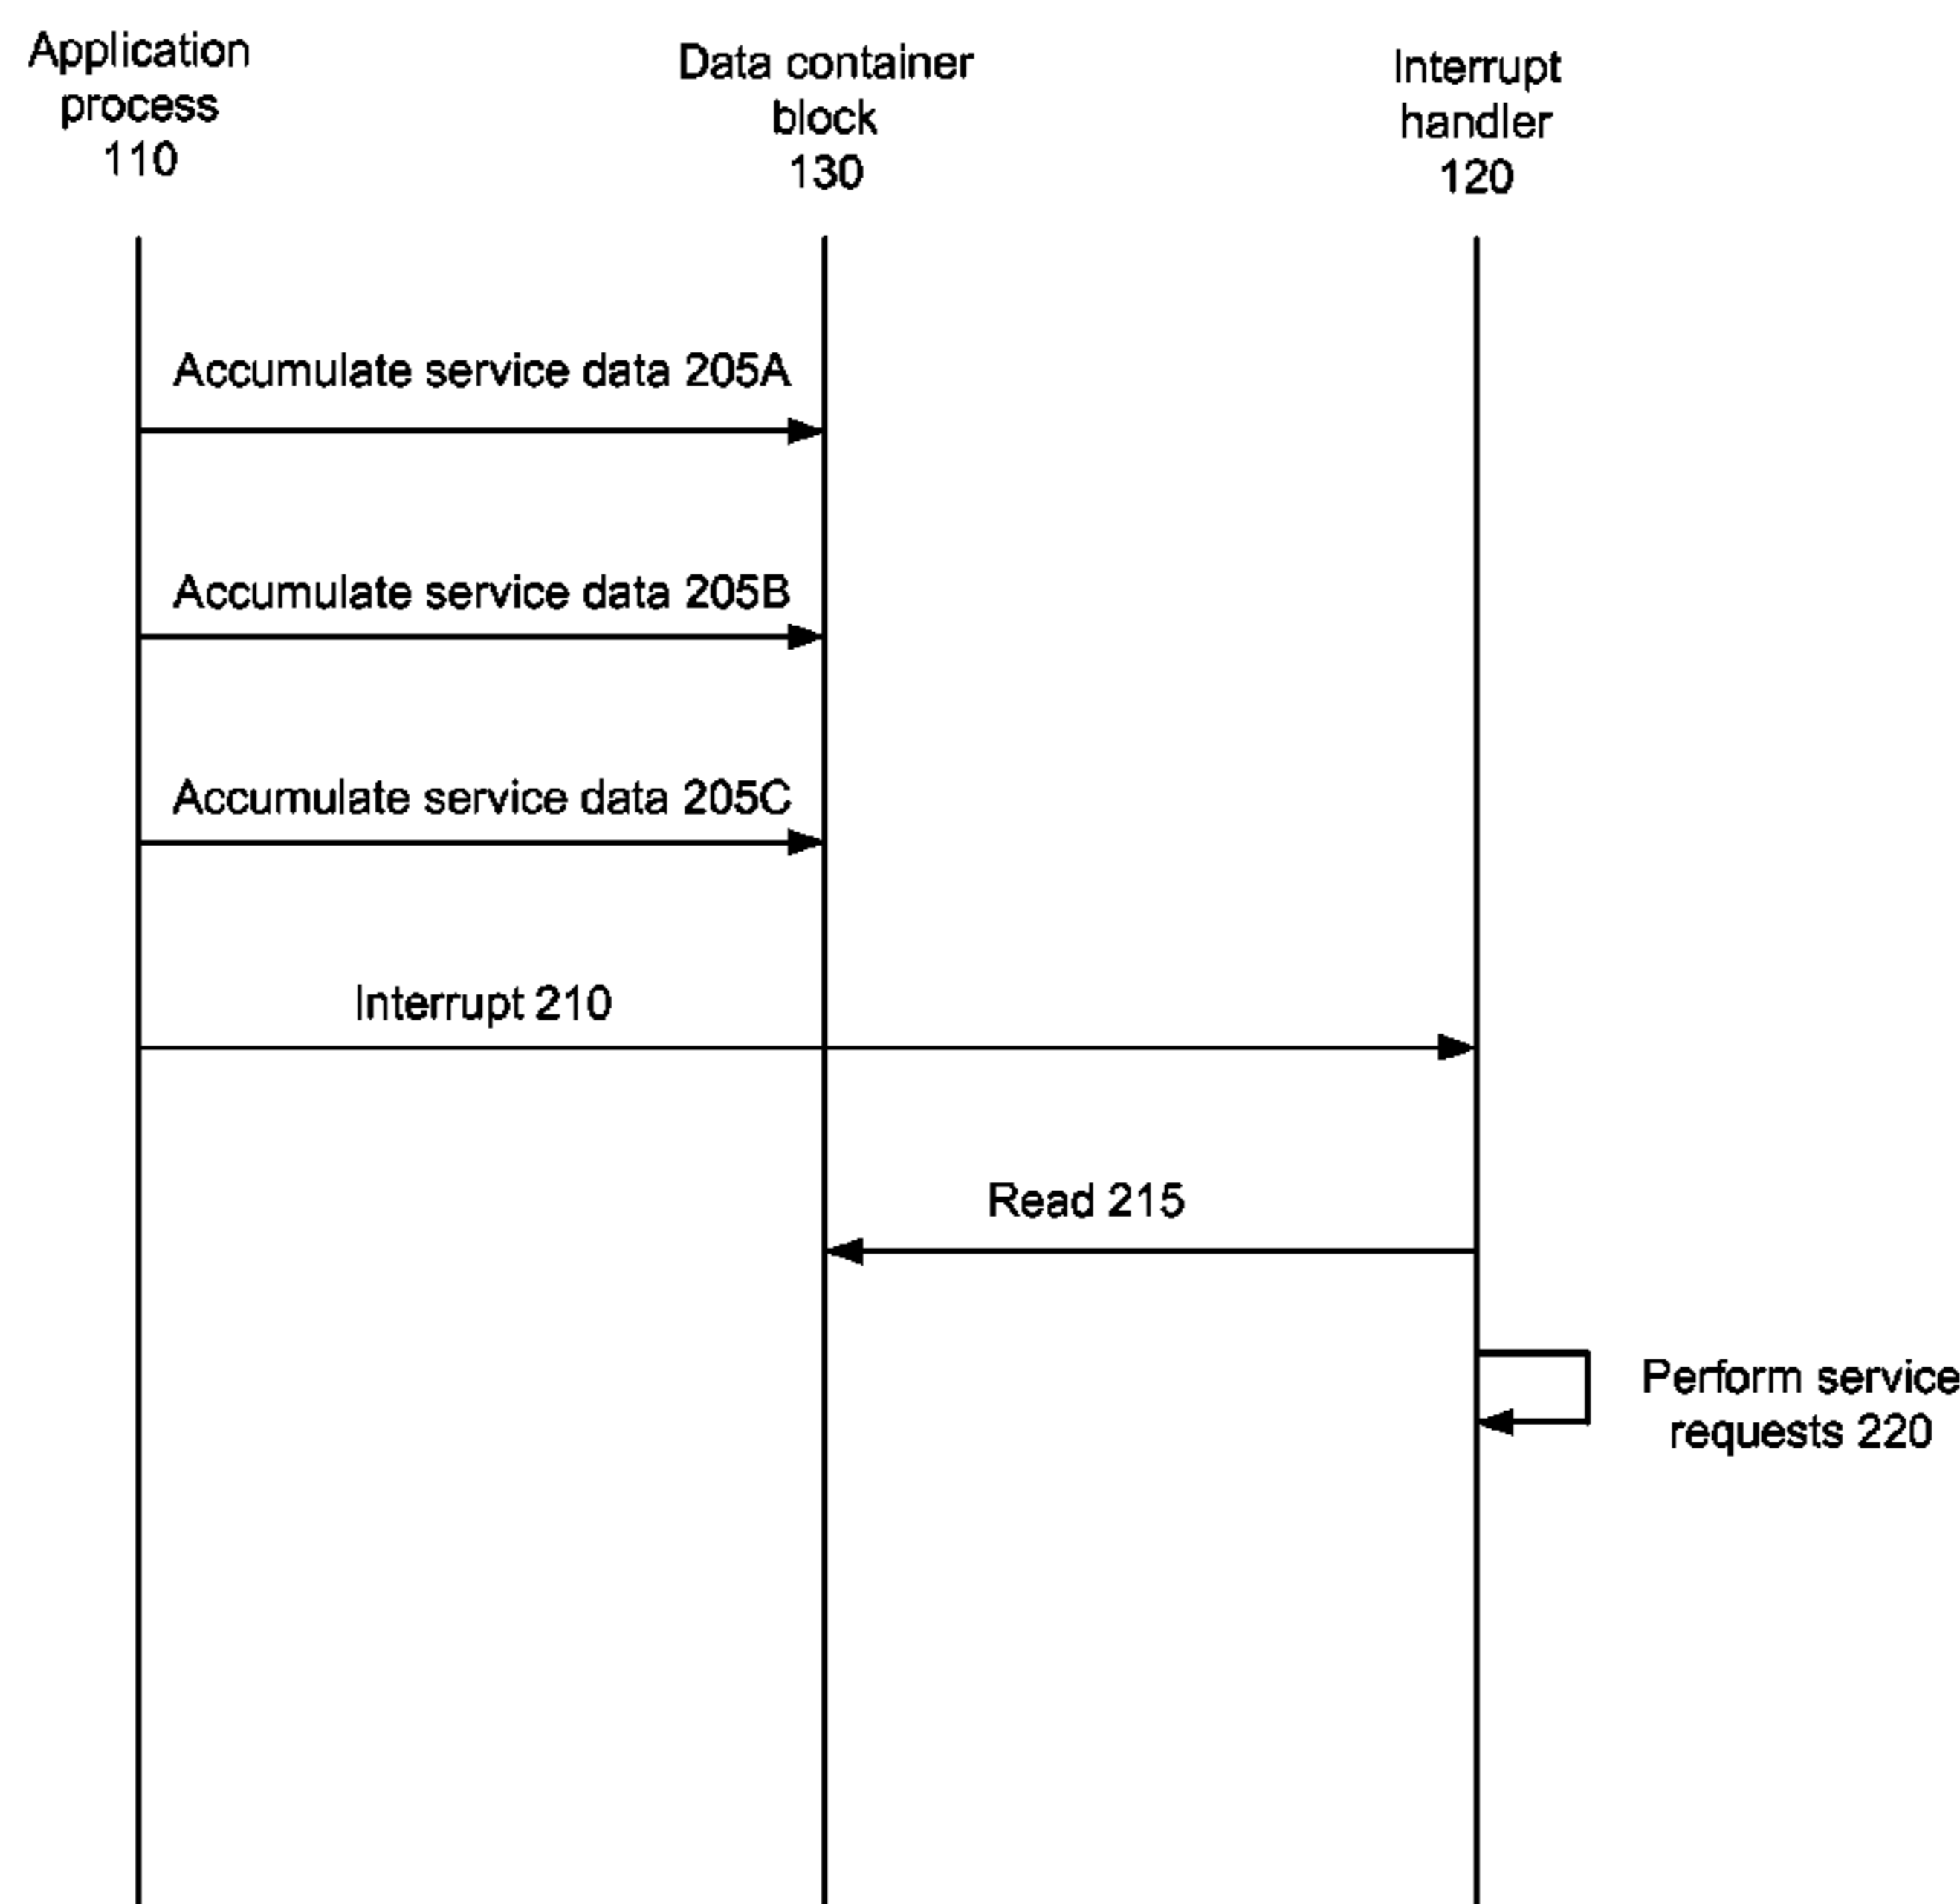 Application
process
110
Data container
block
130
Interrupt
handler
120
Accumulate service data 205A
Accumulate service data 205B
Accumulate service data 205C
Interrupt 210
Read 215
Perform service
requests 220